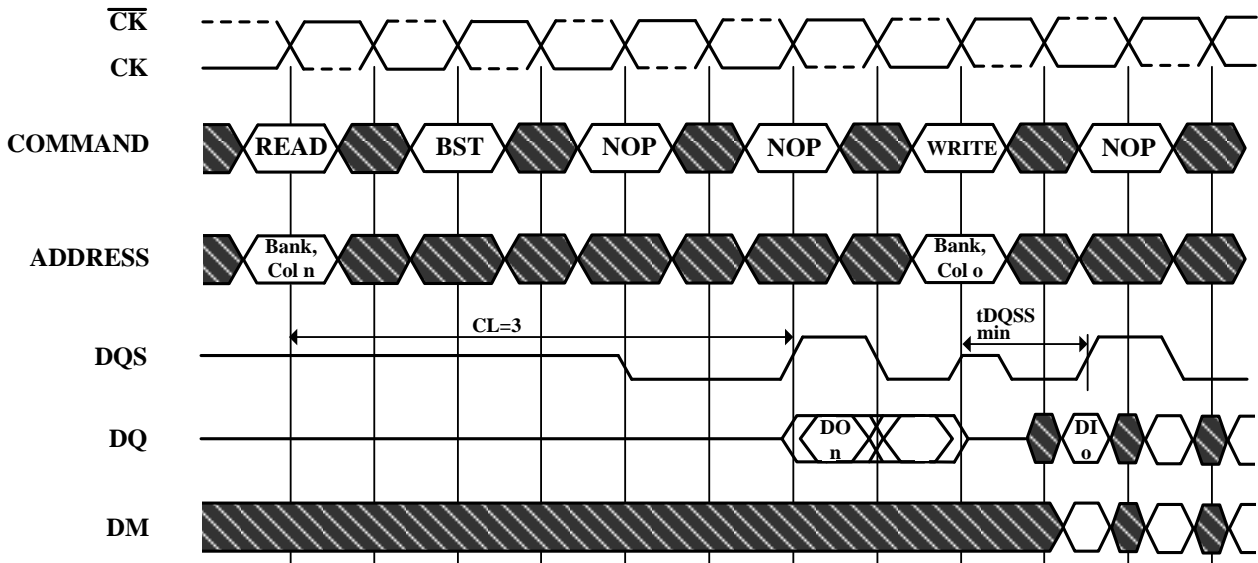 CK
CK
COMMAND
READ
BST
NOP
NOP
WRITE
NOP
ADDRESS
Bank,
Col n
Bank,
Col o
CL=3
tDQSS
min
DQS
DQ
DO
n
DI
o
DM